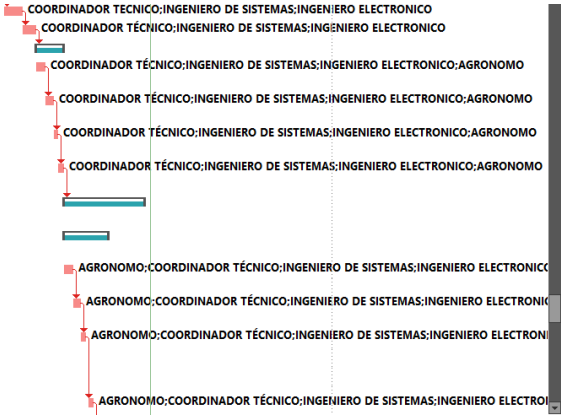 COORDINADOR TECNICO;INGENIERO DE SISTEMAS;INGENIERO ELECTRONICO
COORDINADOR TÉCNICO;INGENIERO DE SISTEMAS;INGENIERO ELECTRONICO
COORDINADOR TÉCNICO;INGENIERO DE SISTEMAS;INGENIERO ELECTRONICO;AGRONOMO
COORDINADOR TÉCNICO;INGENIERO DE SISTEMAS;INGENIERO ELECTRONICO;AGRONOMO
COORDINADOR TÉCNICO;INGENIERO DE SISTEMAS;INGENIERO ELECTRONICO;AGRONOMO
COORDINADOR TÉCNICO;INGENIERO DE SISTEMAS;INGENIERO ELECTRONICO;AGRONOMO
AGRONOMO;COORDINADOR TÉCNICO;INGENIERO DE SISTEMAS;INGENIERO ELECTRONICO
AGRONOMO;COORDINADOR TÉCNICO;INGENIERO DE SISTEMAS;INGENIERO ELECTRONIC
AGRONOMO;COORDINADOR TÉCNICO;INGENIERO DE SISTEMAS;INGENIERO ELECTRONI
AGRONOMO;COORDINADOR TÉCNICO;INGENIERO DE SISTEMAS;INGENIERO ELECTRO